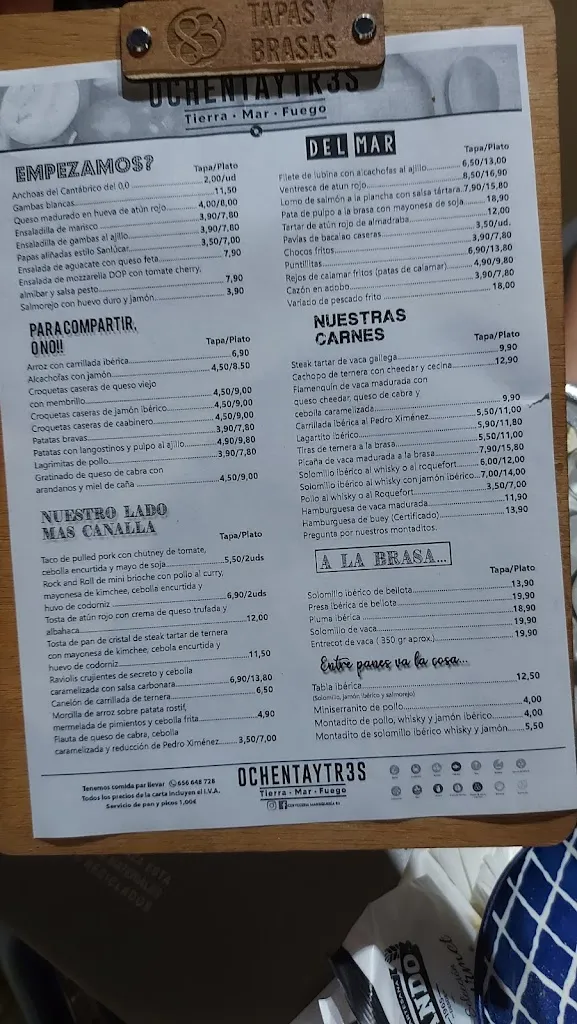 83
TAPAS Y
BRASAS
OCHENTAYTR3S
Tierra · Mar · Fuego
EMPEZAMOS?
Tapa/Plato
Anchoas del Cantábrico del 0,0 2,00/ud
Gambas blancas 11,50
Queso madurado en hueva de atún rojo 4,00/8,00
Ensaladilla de marisco 3,90/7,80
Ensaladilla de gambas al ajillo 3,90/7,80
Papas aliñadas estilo Sanlúcar 3,50/7,00
Ensalada de aguacate con queso feta 7,90
Ensalada de mozzarella DOP con tomate cherry,
almíbar y salsa pesto 7,90
Salmorejo con huevo duro y jamón 3,90
PARA COMPARTIR,
O NO!!
Tapa/Plato
Arroz con carrillada ibérica 6,90
Alcachofas con jamón 4,50/8,50
Croquetas caseras de queso viejo
con membrillo 4,50/9,00
Croquetas caseras de jamón ibérico 4,50/9,00
Croquetas caseras de caabinero 4,50/9,00
Patatas bravas 3,90/7,80
Patatas con langostinos y pulpo al ajillo 4,90/9,80
Lagrimitas de pollo 3,90/7,80
Gratinado de queso de cabra con
arandanos y miel de caña 4,50/9,00
NUESTRO LADO
MAS CANALLA
Tapa/Plato
Taco de pulled pork con chutney de tomate,
cebolla encurtida y mayo de soja 5,50/2uds
Rock and Roll de mini brioche con pollo al curry,
mayonesa de kimchee, cebolla encurtida y
huvo de codorniz 6,90/2uds
Tosta de atún rojo con crema de queso trufada y
albahaca 12,00
Tosta de pan de cristal de steak tartar de ternera
con mayonesa de kimchee, cebola encurtida y
huevo de codorniz 11,50
Raviolis crujientes de secreto y cebolla
caramelizada con salsa carbonara 6,90/13,80
Canelón de carrillada de ternera 6,50
Morcilla de arroz sobre patata rostif,
mermelada de pimientos y cebolla frita 4,90
Flauta de queso de cabra, cebolla
caramelizada y reducción de Pedro Ximénez 3,50/7,00
DEL MAR
Tapa/Plato
Filete de lubina con alcachofas al ajillo 6,50/13,00
Ventresca de atun rojo 8,50/16,90
Lomo de salmón a la plancha con salsa tártara 7,90/15,80
Pata de pulpo a la brasa con mayonesa de soja 18,90
Tartar de atún rojo de almadraba 12,00
Pavías de bacalao caseras 3,50/ud.
Chocos fritos 3,90/7,80
Puntillitas 6,90/13,80
Rejos de calamar fritos (patas de calamar) 4,90/9,80
Cazón en adobo 3,90/7,80
Variado de pescado frito 18,00
NUESTRAS
CARNES
Tapa/Plato
Steak tartar de vaca gallega 9,90
Cachopo de ternera con cheedar y cecina 12,90
Flamenquín de vaca madurada con
queso cheedar, queso de cabra y
cebolla caramelizada 9,90
Carrillada Ibérica al Pedro Ximénez 5,50/11,00
Lagartito ibérico 5,90/11,80
Tiras de ternera a la brasa 5,50/11,00
Picaña de vaca madurada a la brasa 7,90/15,80
Solomillo ibérico al whisky o al roquefort 6,00/12,00
Solomillo ibérico al whisky con jamón ibérico 7,00/14,00
Pollo al whisky o al Roquefort 3,50/7,00
Hamburguesa de vaca madurada 11,90
Hamburguesa de buey (Certificado) 13,90
Pregunta por nuestros montaditos.
A LA BRASA...
Tapa/Plato
Solomillo ibérico de bellota 13,90
Presa ibérica de bellota 19,90
Pluma ibérica 18,90
Solomillo de vaca 19,90
Entrecot de vaca ( 350 gr aprox.) 19,90
Entre panes va la cosa...
Tabla ibérica 12,50
(Solomillo, jamón ibérico y salmorejo)
Miniserranito de pollo 4,00
Montadito de pollo, whisky y jamón ibérico 4,00
Montadito de solomillo ibérico whisky y jamón 5,50
Tenemos comida par llevar 656 648 728
Todos los precios de la carta incluyen el I.V.A.
Servicio de pan y picos 1,00€
OCHENTAYTR3S
Tierra · Mar · Fuego